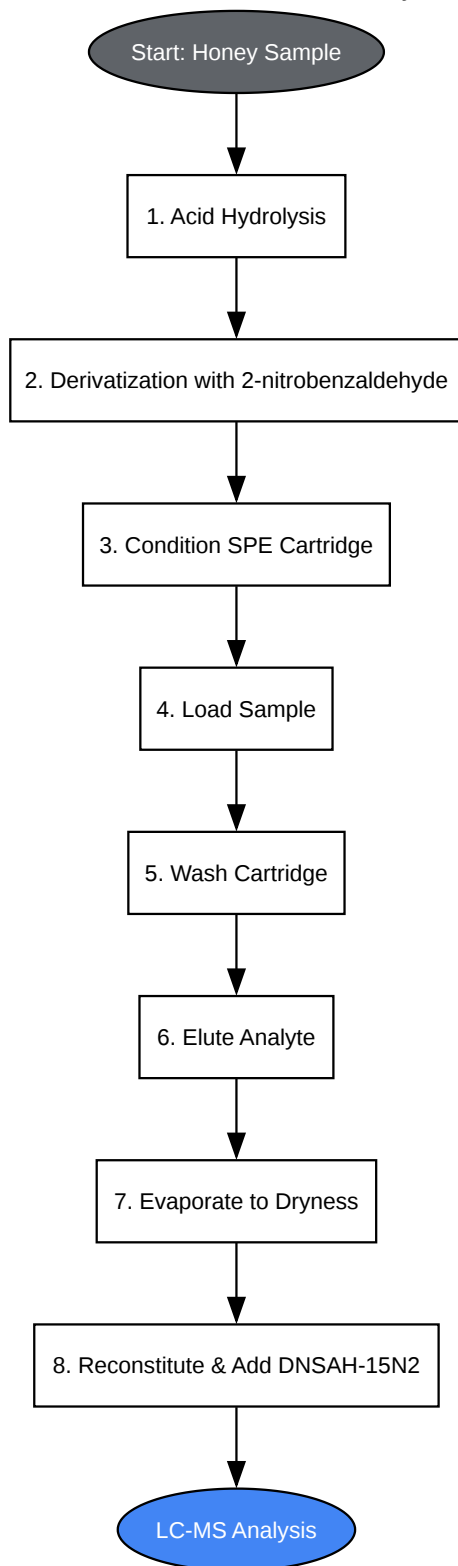 Start: Honey Sample
1. Acid Hydrolysis
2. Derivatization with 2-nitrobenzaldehyde
3. Condition SPE Cartridge
4. Load Sample
5. Wash Cartridge
6. Elute Analyte
7. Evaporate to Dryness
8. Reconstitute & Add DNSAH-15N2
LC-MS Analysis